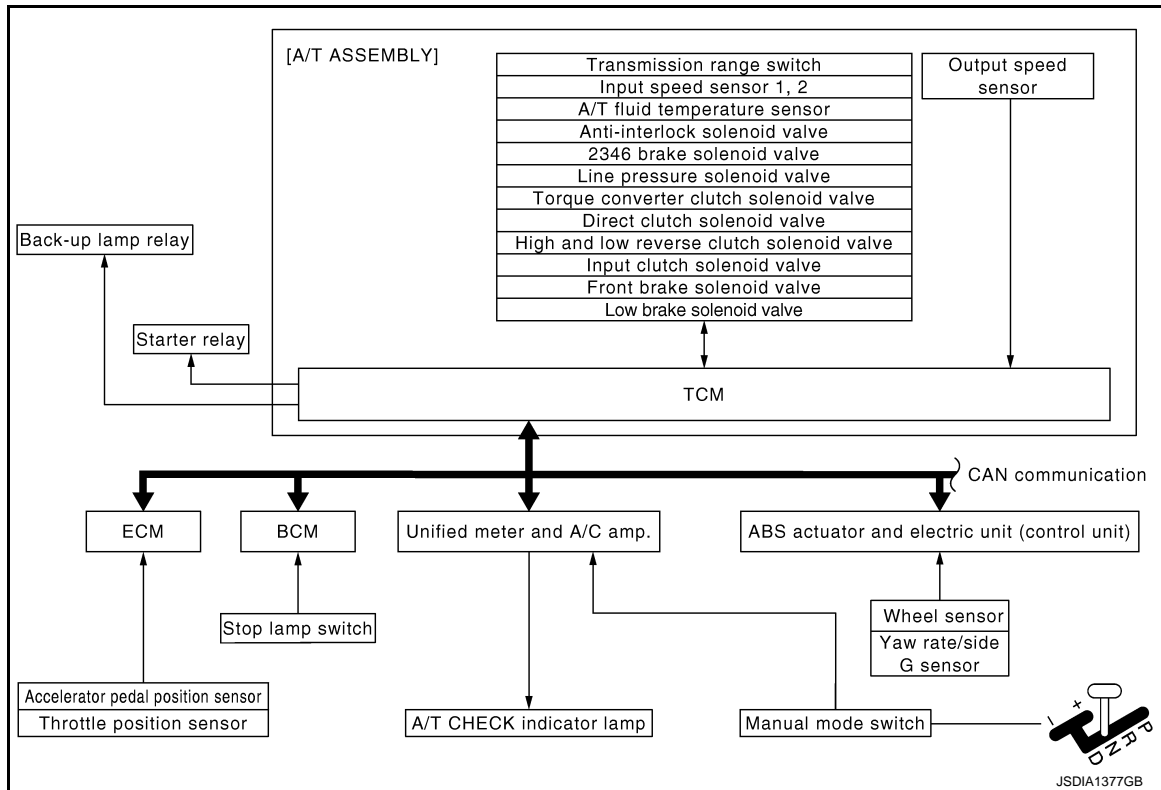 [A/T ASSEMBLY]
Transmission range switch
Input speed sensor 1, 2
A/T fluid temperature sensor
Anti-interlock solenoid valve
2346 brake solenoid valve
Line pressure solenoid valve
Torque converter clutch solenoid valve
Direct clutch solenoid valve
High and low reverse clutch solenoid valve
Input clutch solenoid valve
Front brake solenoid valve
Low brake solenoid valve
Output speed
sensor
Back-up lamp relay
Starter relay
TCM
CAN communication
ECM
BCM
Unified meter and A/C amp.
ABS actuator and electric unit (control unit)
Stop lamp switch
Wheel sensor
Yaw rate/side
G sensor
Accelerator pedal position sensor
Throttle position sensor
A/T CHECK indicator lamp
Manual mode switch
+
−
P
R
N
D
JSDIA1377GB